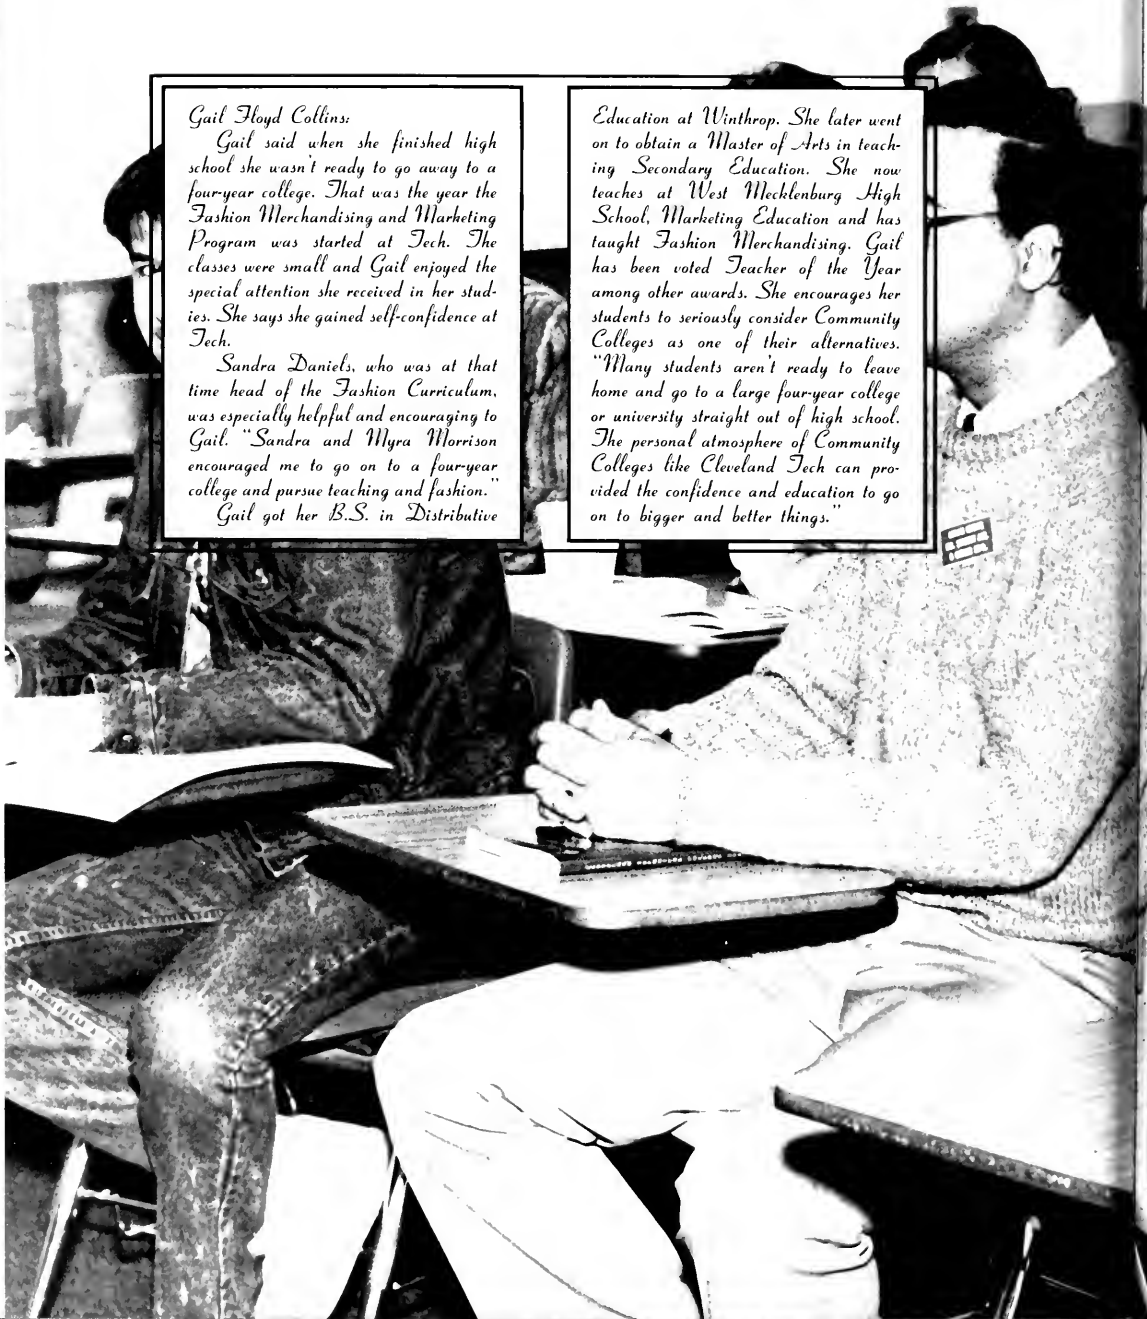 Gail Floyd Collins:
Gail said when she finished high
school she wasn't ready to go away to a
four-year college. That was the year the
Fashion Merchandising and Marketing
Program was started at Tech. The
classes were small and Gail enjoyed the
special attention she received in her stud-
ies. She says she gained self-confidence at
Tech.
Sandra Daniels, who was at that
time head of the Fashion Curriculum,
was especially helpful and encouraging to
Gail. "Sandra and Myra Morrison
encouraged me to go on to a four-year
college and pursue teaching and fashion."
Gail got her B.S. in Distributive
Education at Winthrop. She later went
on to obtain a Master of Arts in teach-
ing Secondary Education. She now
teaches at West Mecklenburg High
School, Marketing Education and has
taught Fashion Merchandising. Gail
has been voted Teacher of the Year
among other awards. She encourages her
students to seriously consider Community
Colleges as one of their alternatives.
"Many students aren't ready to leave
home and go to a large four-year college
or university straight out of high school.
The personal atmosphere of Community
Colleges like Cleveland Tech can pro-
vided the confidence and education to go
on to bigger and better things."